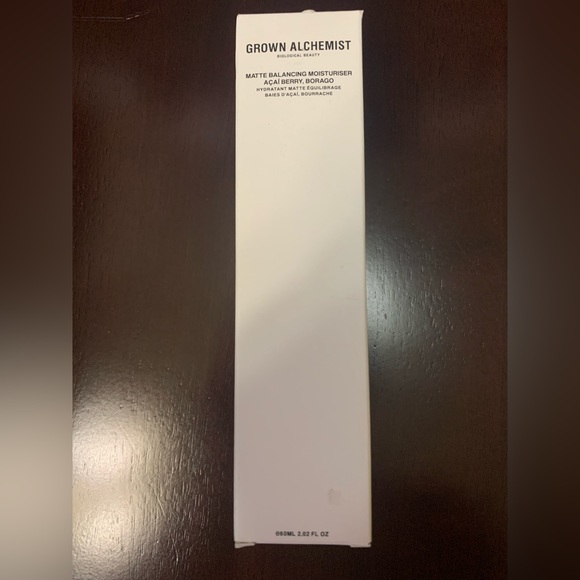 GROWN ALCHEMIST
BIOLOGICAL BEAUTY
MATTE BALANCING MOISTURISER
AÇAÍ BERRY, BORAGO
HYDRATANT MATTE ÉQUILIBRAGE
BAIES D'AÇAÍ, BOURRACHE
℮60ML 2.02 FL OZ